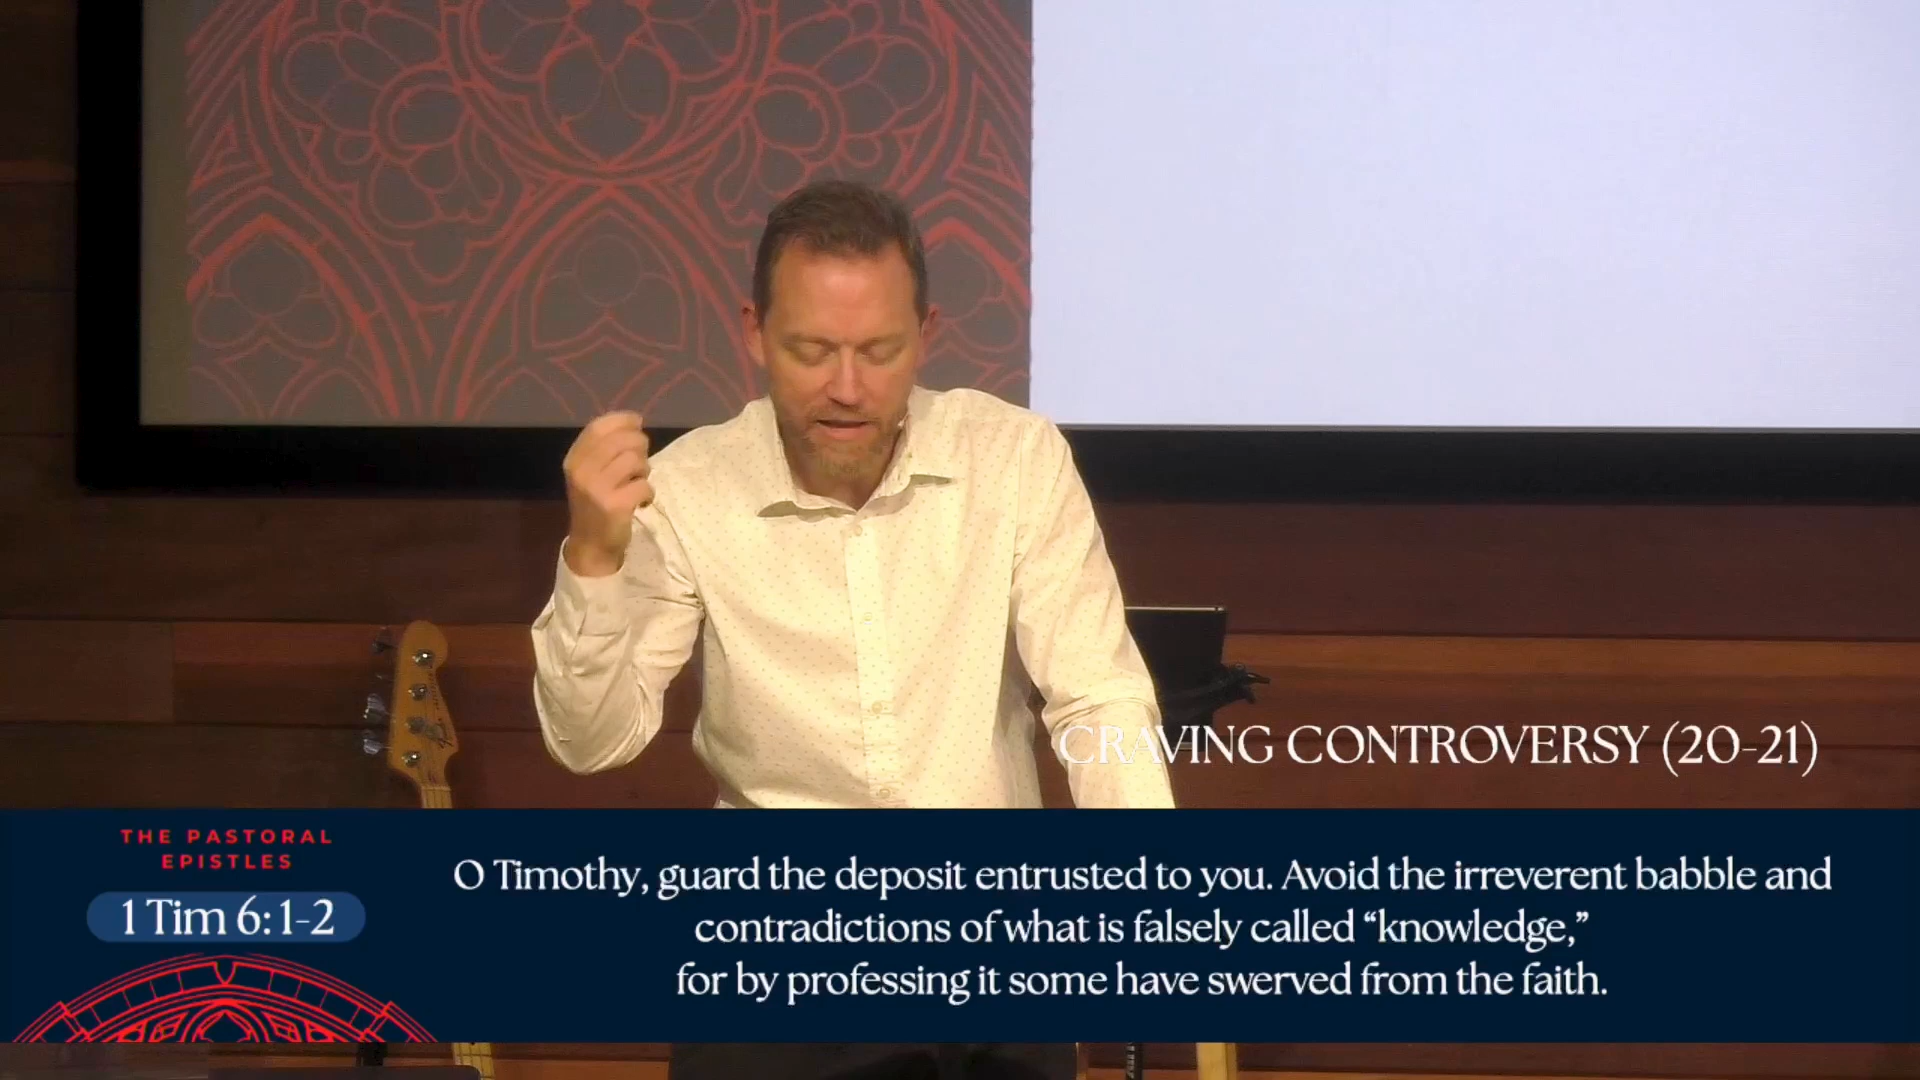 CRAVING CONTROVERSY (20-21)
THE PASTORAL
EPISTLES
1 Tim 6:1-2
O Timothy, guard the deposit entrusted to you. Avoid the irreverent babble and
contradictions of what is falsely called “knowledge,”
for by professing it some have swerved from the faith.